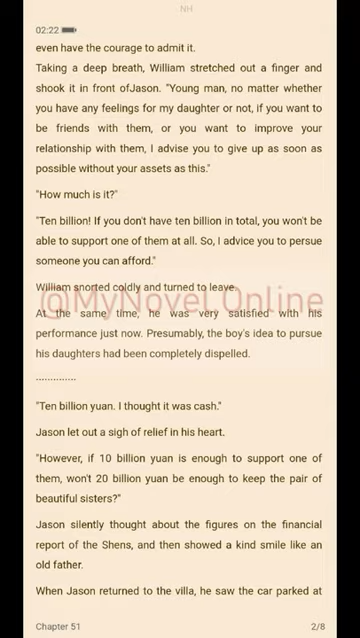 NH
02:22
even have the courage to admit it.
Taking a deep breath, William stretched out a finger and
shook it in front ofJason. "Young man, no matter whether
you have any feelings for my daughter or not, if you want to
be friends with them, or you want to improve your
relationship with them, I advise you to give up as soon as
possible without your assets as this."
"How much is it?"
"Ten billion! If you don't have ten billion in total, you won't be
able to support one of them at all. So, I advice you to persue
someone you can afford."
William snorted coldly and turned to leave.
@MyNovel Online
At the same time, he was very satisfied with his
performance just now. Presumably, the boy's idea to pursue
his daughters had been completely dispelled.
..............
"Ten billion yuan. I thought it was cash."
Jason let out a sigh of relief in his heart.
"However, if 10 billion yuan is enough to support one of
them, won't 20 billion yuan be enough to keep the pair of
beautiful sisters?"
Jason silently thought about the figures on the financial
report of the Shens, and then showed a kind smile like an
old father.
When Jason returned to the villa, he saw the car parked at
Chapter 51
2/8